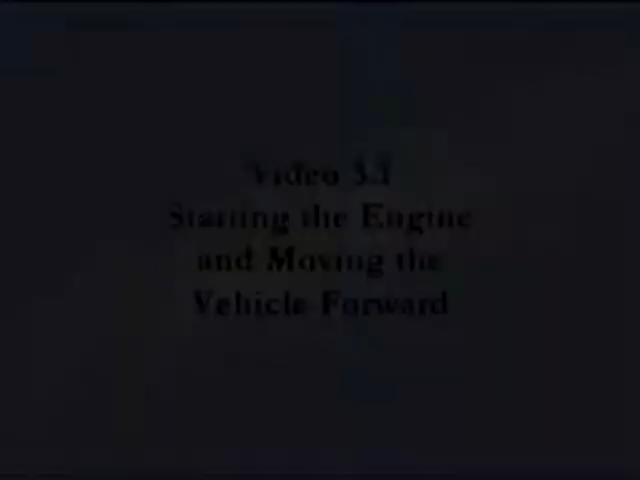 Video 3.1
Starting the Engine
and Moving the
Vehicle Forward